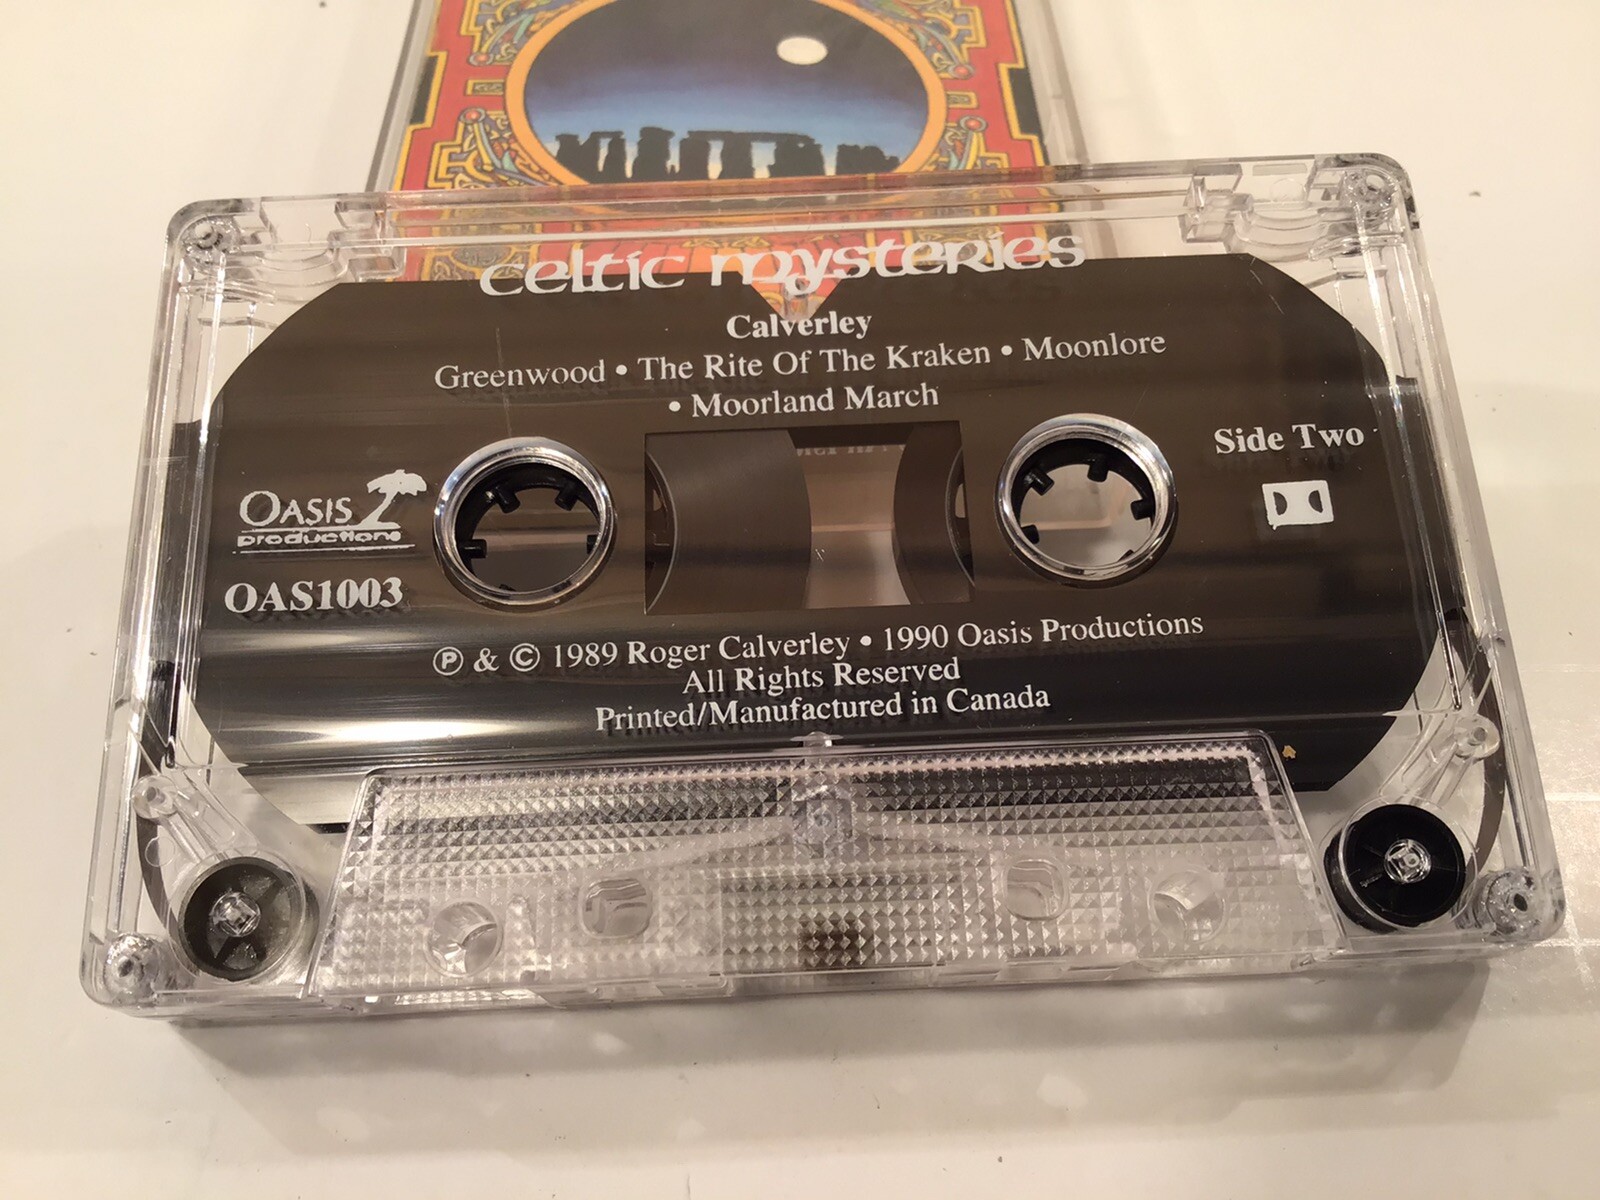 celtic mysteries
Calverley
Greenwood • The Rite Of The Kraken • Moonlore
• Moorland March
Side Two
OASIS
productions
OAS1003
Ⓟ & © 1989 Roger Calverley • 1990 Oasis Productions
All Rights Reserved
Printed/Manufactured in Canada